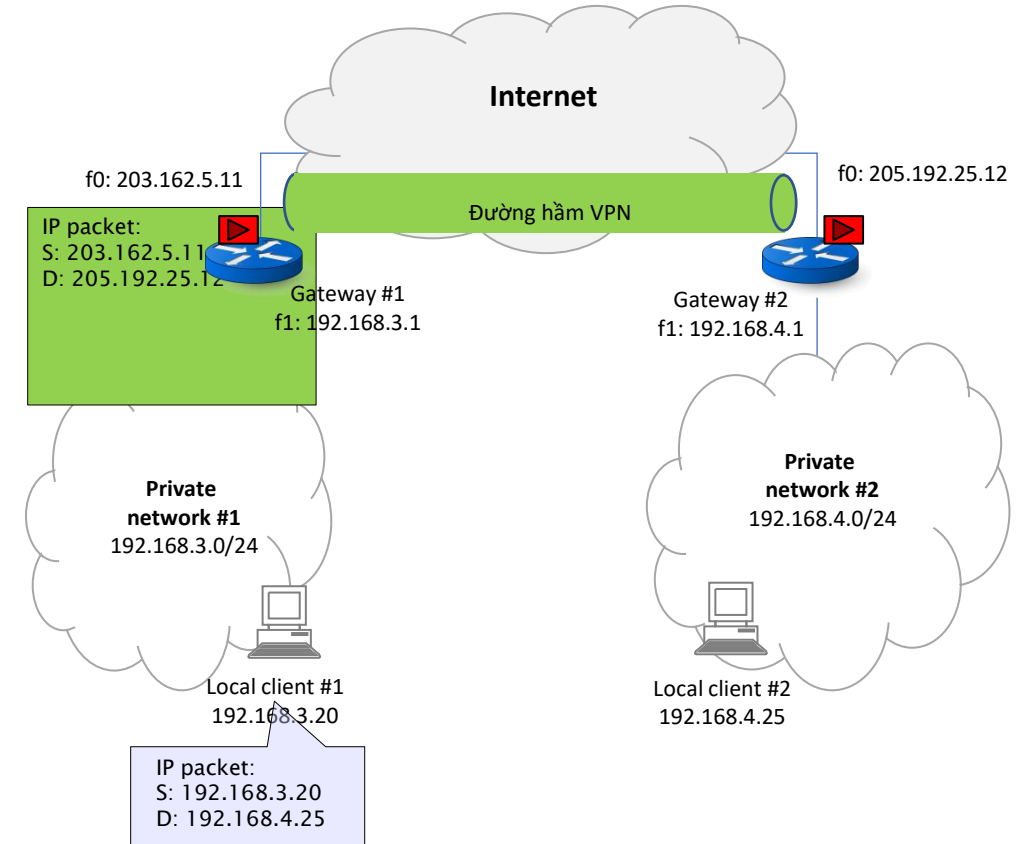 Internet
f0: 203.162.5.11
f0: 205.192.25.12
Đường hầm VPN
IP packet:
S: 203.162.5.11
D: 205.192.25.12
Gateway #1
f1: 192.168.3.1
Gateway #2
f1: 192.168.4.1
Private
network #1
192.168.3.0/24
Private
network #2
192.168.4.0/24
Local client #1
192.168.3.20
Local client #2
192.168.4.25
IP packet:
S: 192.168.3.20
D: 192.168.4.25